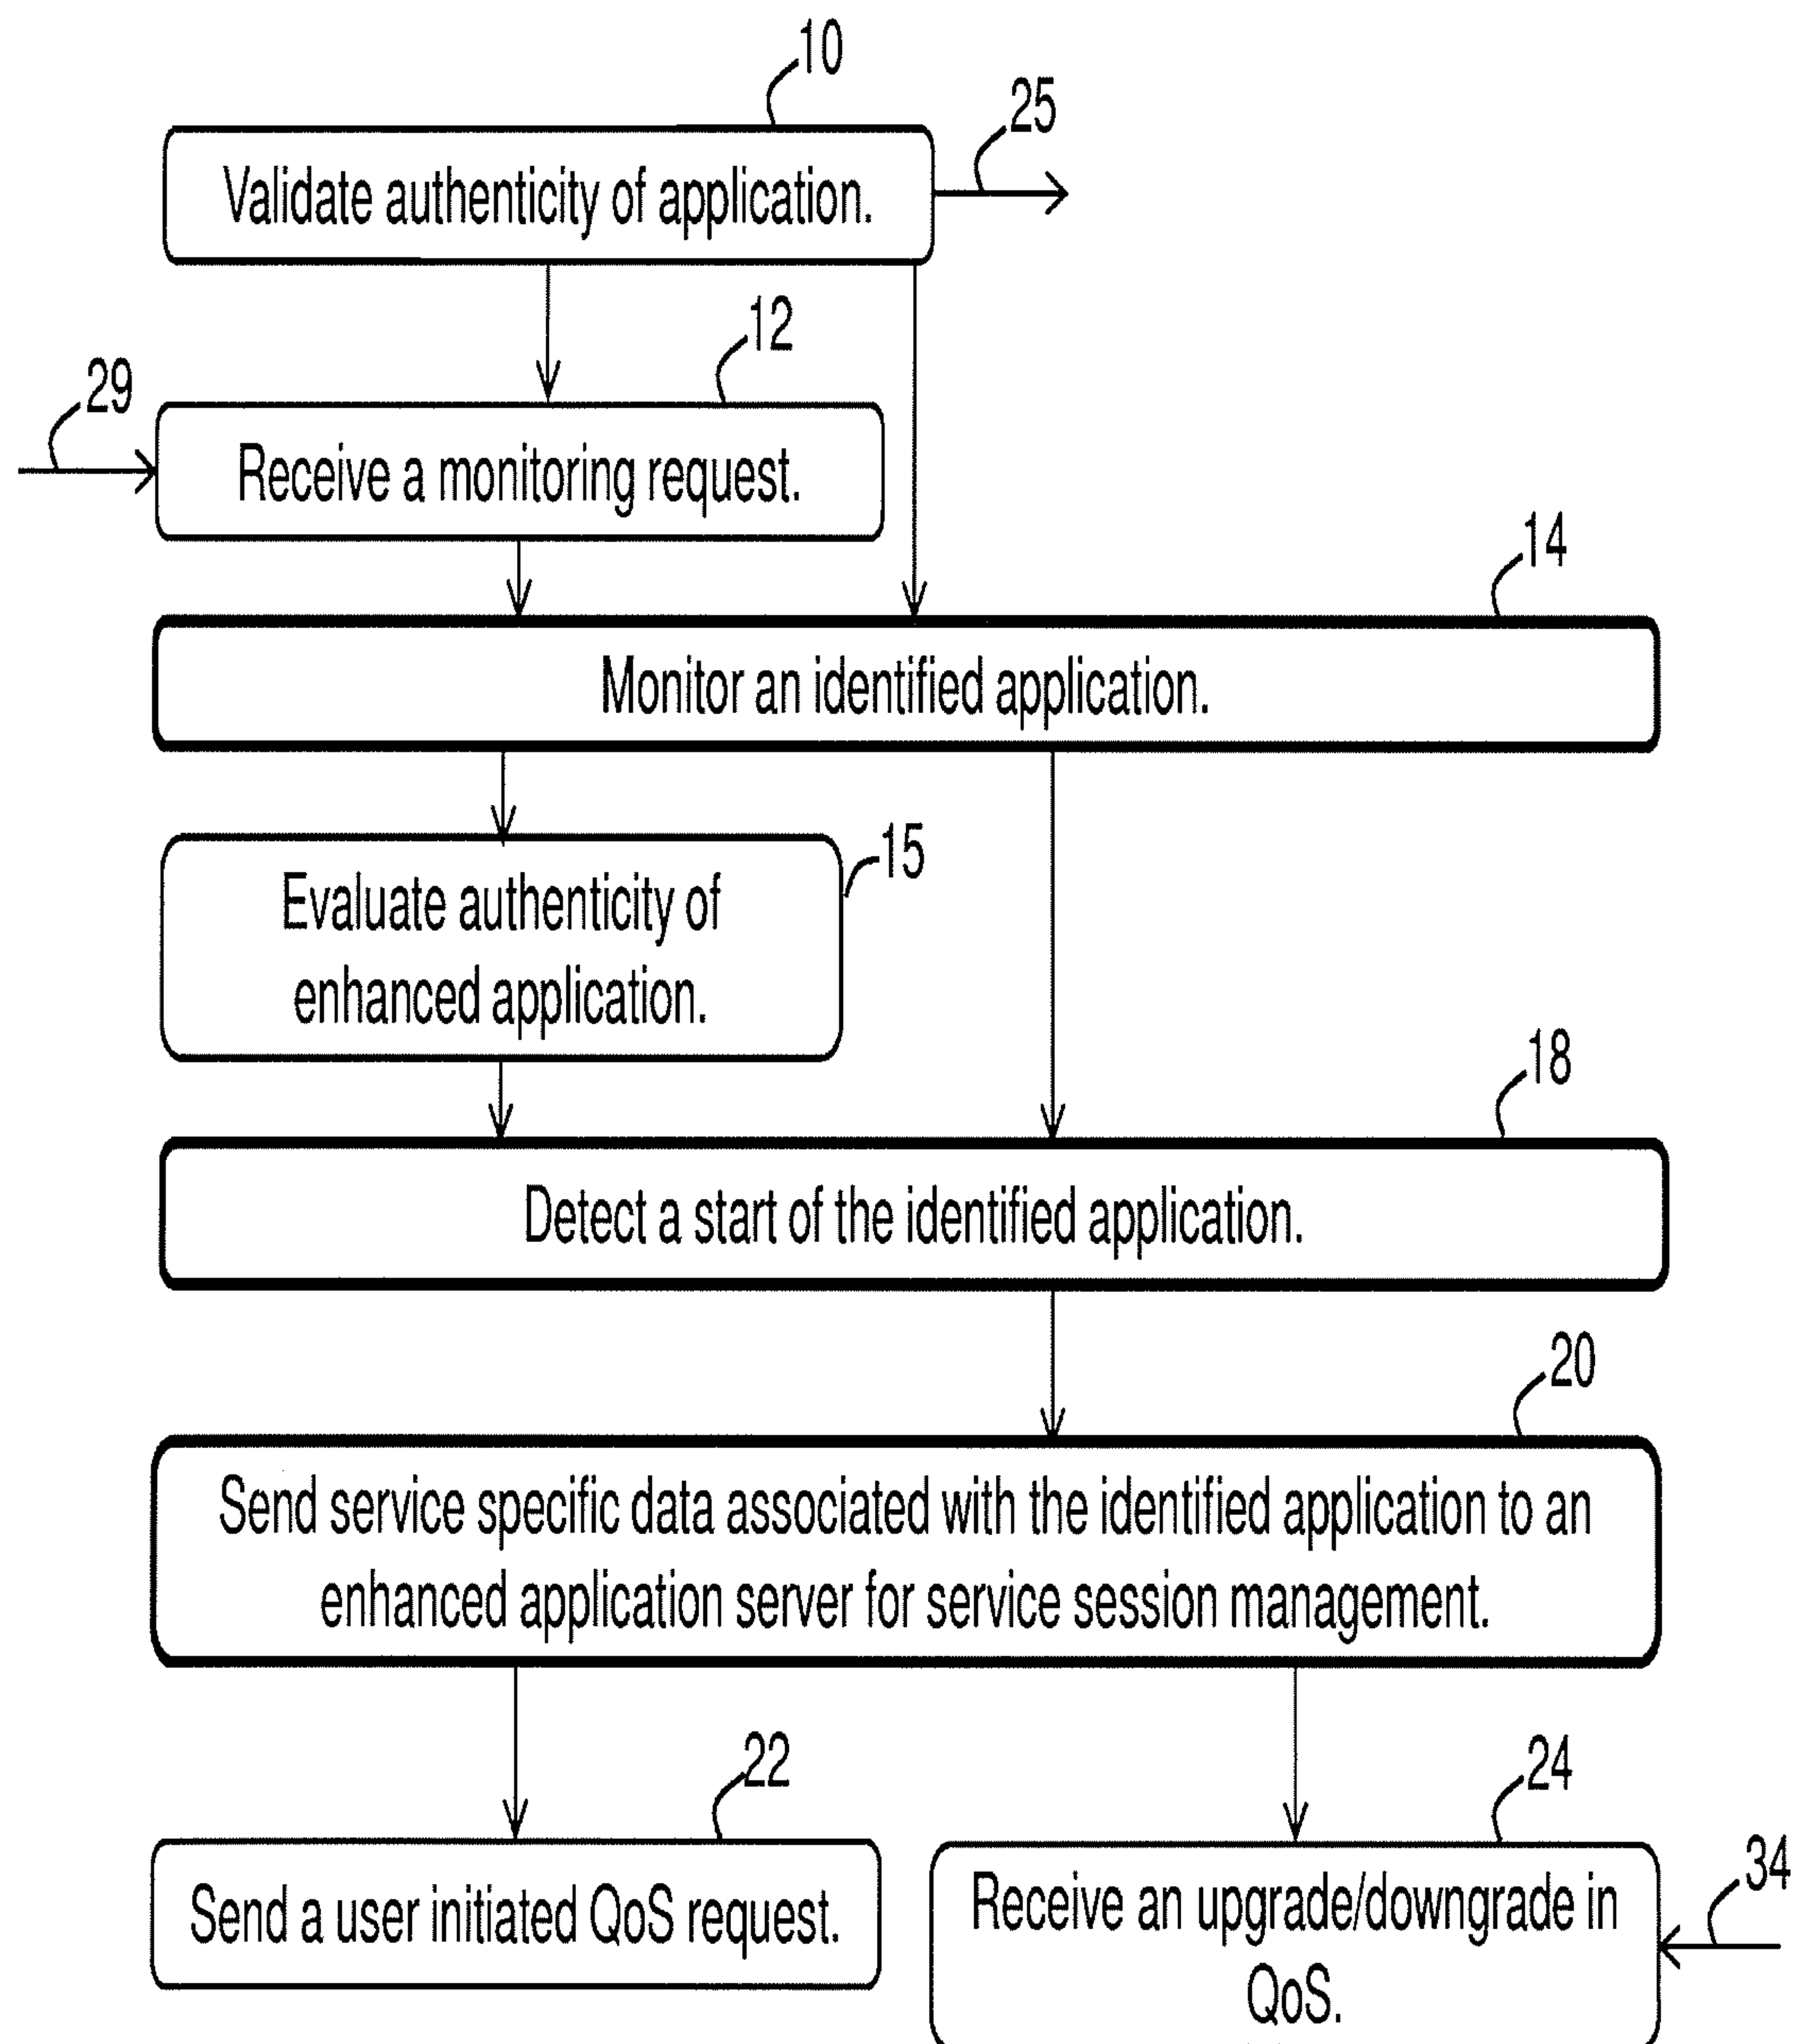 10
25
Validate authenticity of application.
12
29
Receive a monitoring request.
14
Monitor an identified application.
15
Evaluate authenticity of
enhanced application.
18
Detect a start of the identified application.
20
Send service specific data associated with the identified application to an
enhanced application server for service session management.
22
24
34
Send a user initiated QoS request.
Receive an upgrade/downgrade in
QoS.